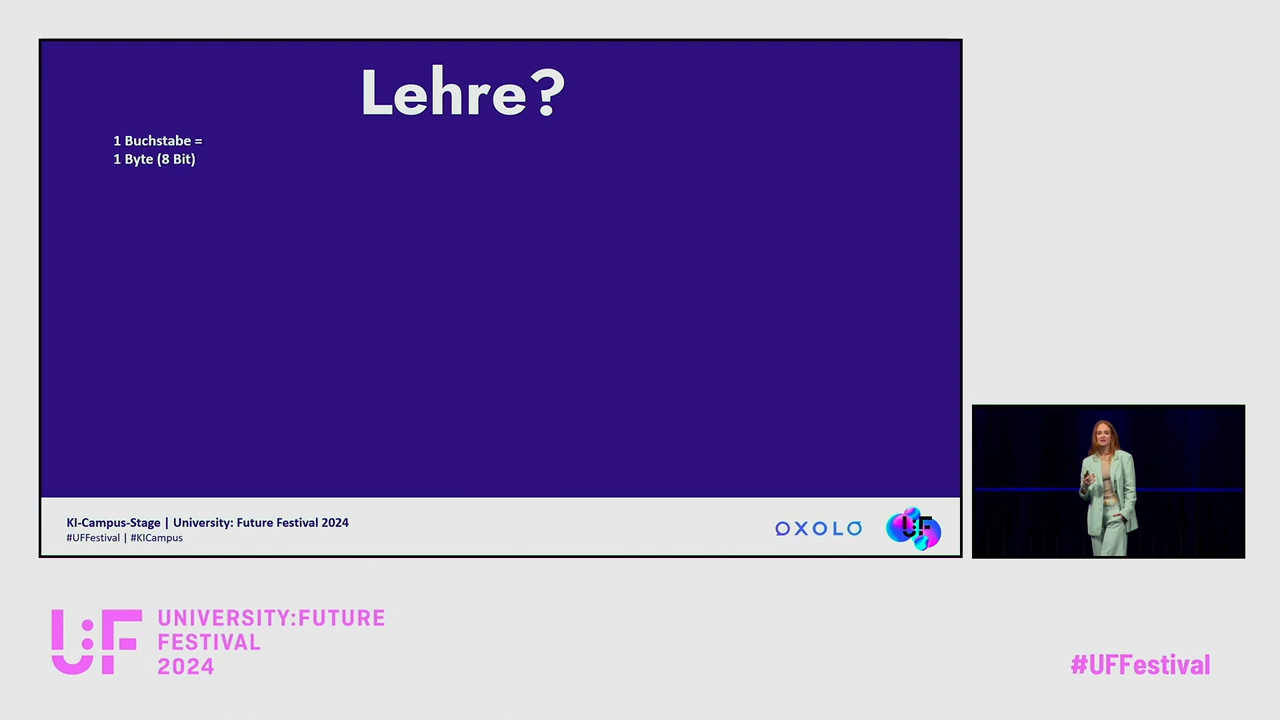 Lehre?
1 Buchstabe =
1 Byte (8 Bit)
KI-Campus-Stage | University: Future Festival 2024
#UFFestival | #KICampus
OXOLO
U:F
U:F
UNIVERSITY:FUTURE
FESTIVAL
2024
#UFFestival